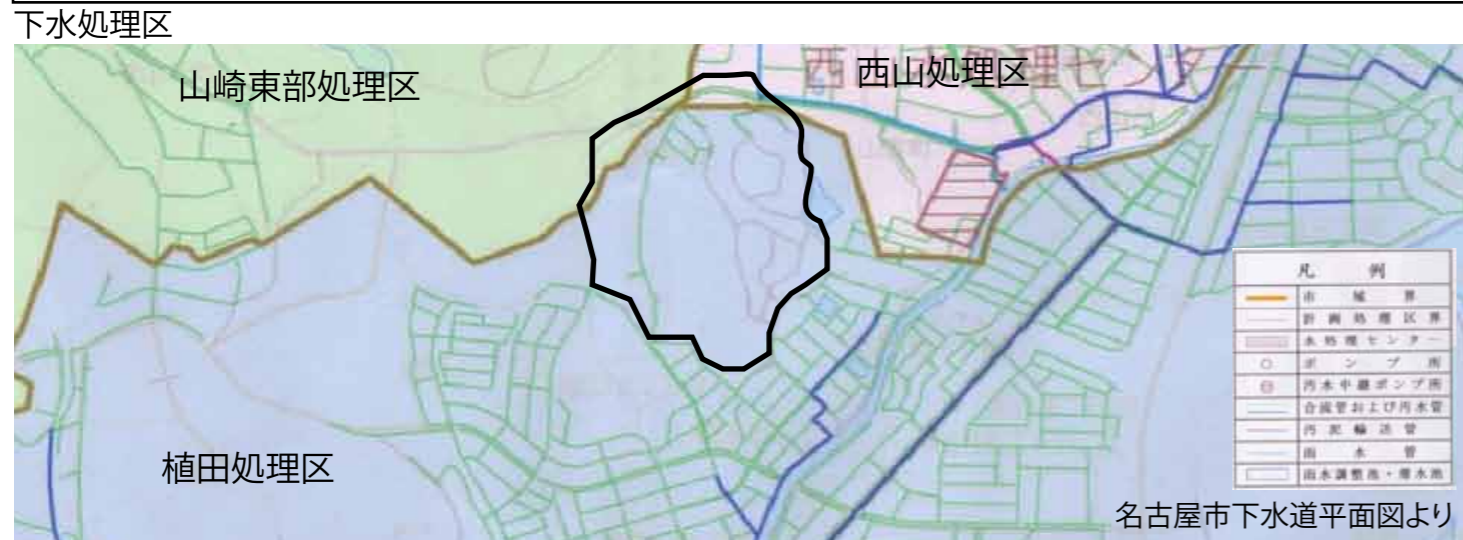 下水処理区
山崎東部処理区
西山処理区
植田処理区
凡 例
市 域 界
計 画 処 理 区 界
水 処 理 セ ン タ ー
ポ ン プ 所
汚 水 中 継 ポ ン プ 所
合 流 管 お よ び 汚 水 管
汚 泥 輸 送 管
雨 水 管
雨 水 調 整 池 ・ 滞 水 池
名古屋市下水道平面図より